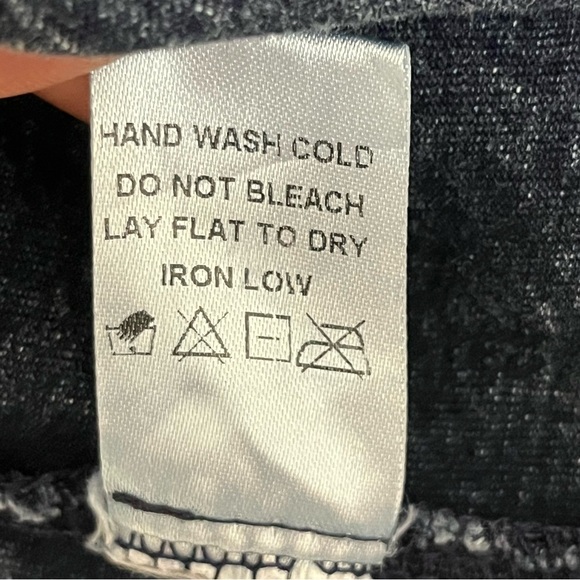 HAND WASH COLD
DO NOT BLEACH
LAY FLAT TO DRY
IRON LOW